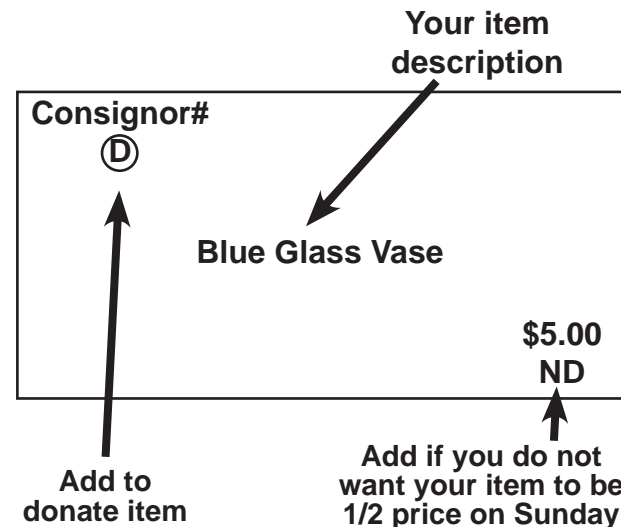 Your item
description
Consignor#
D
Blue Glass Vase
$5.00
ND
Add to
donate item
Add if you do not
want your item to be
1/2 price on Sunday